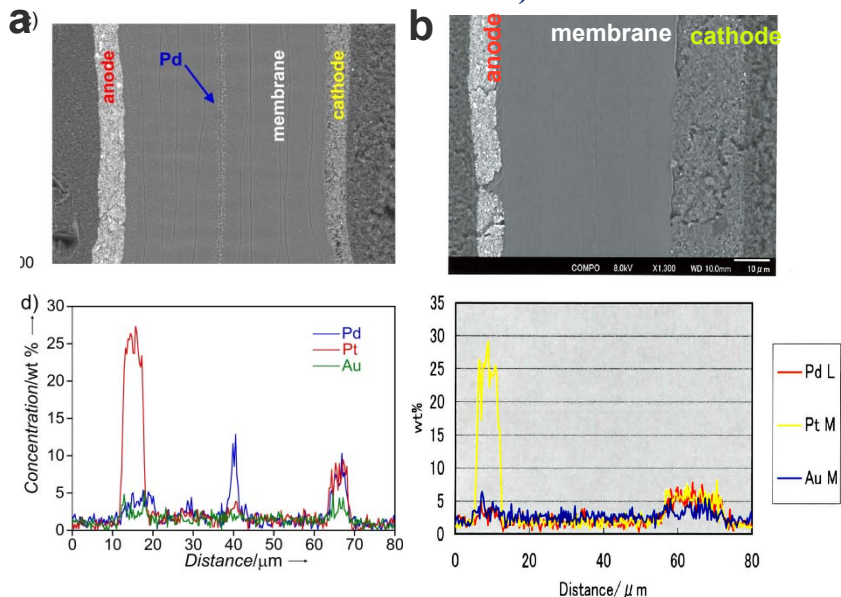 a)
Pd
anode
membrane
cathode
00
b
anode
membrane
cathode
COMPO 8.0kV X1,300 WD 10.0mm 10μm
d)
Concentration/wt % →
30
25
20
15
10
5
0
Pd
Pt
Au
0 10 20 30 40 50 60 70 80
Distance/μm →
wt%
35
30
25
20
15
10
5
0
0 20 40 60 80
Distance/μm
Pd L
Pt M
Au M